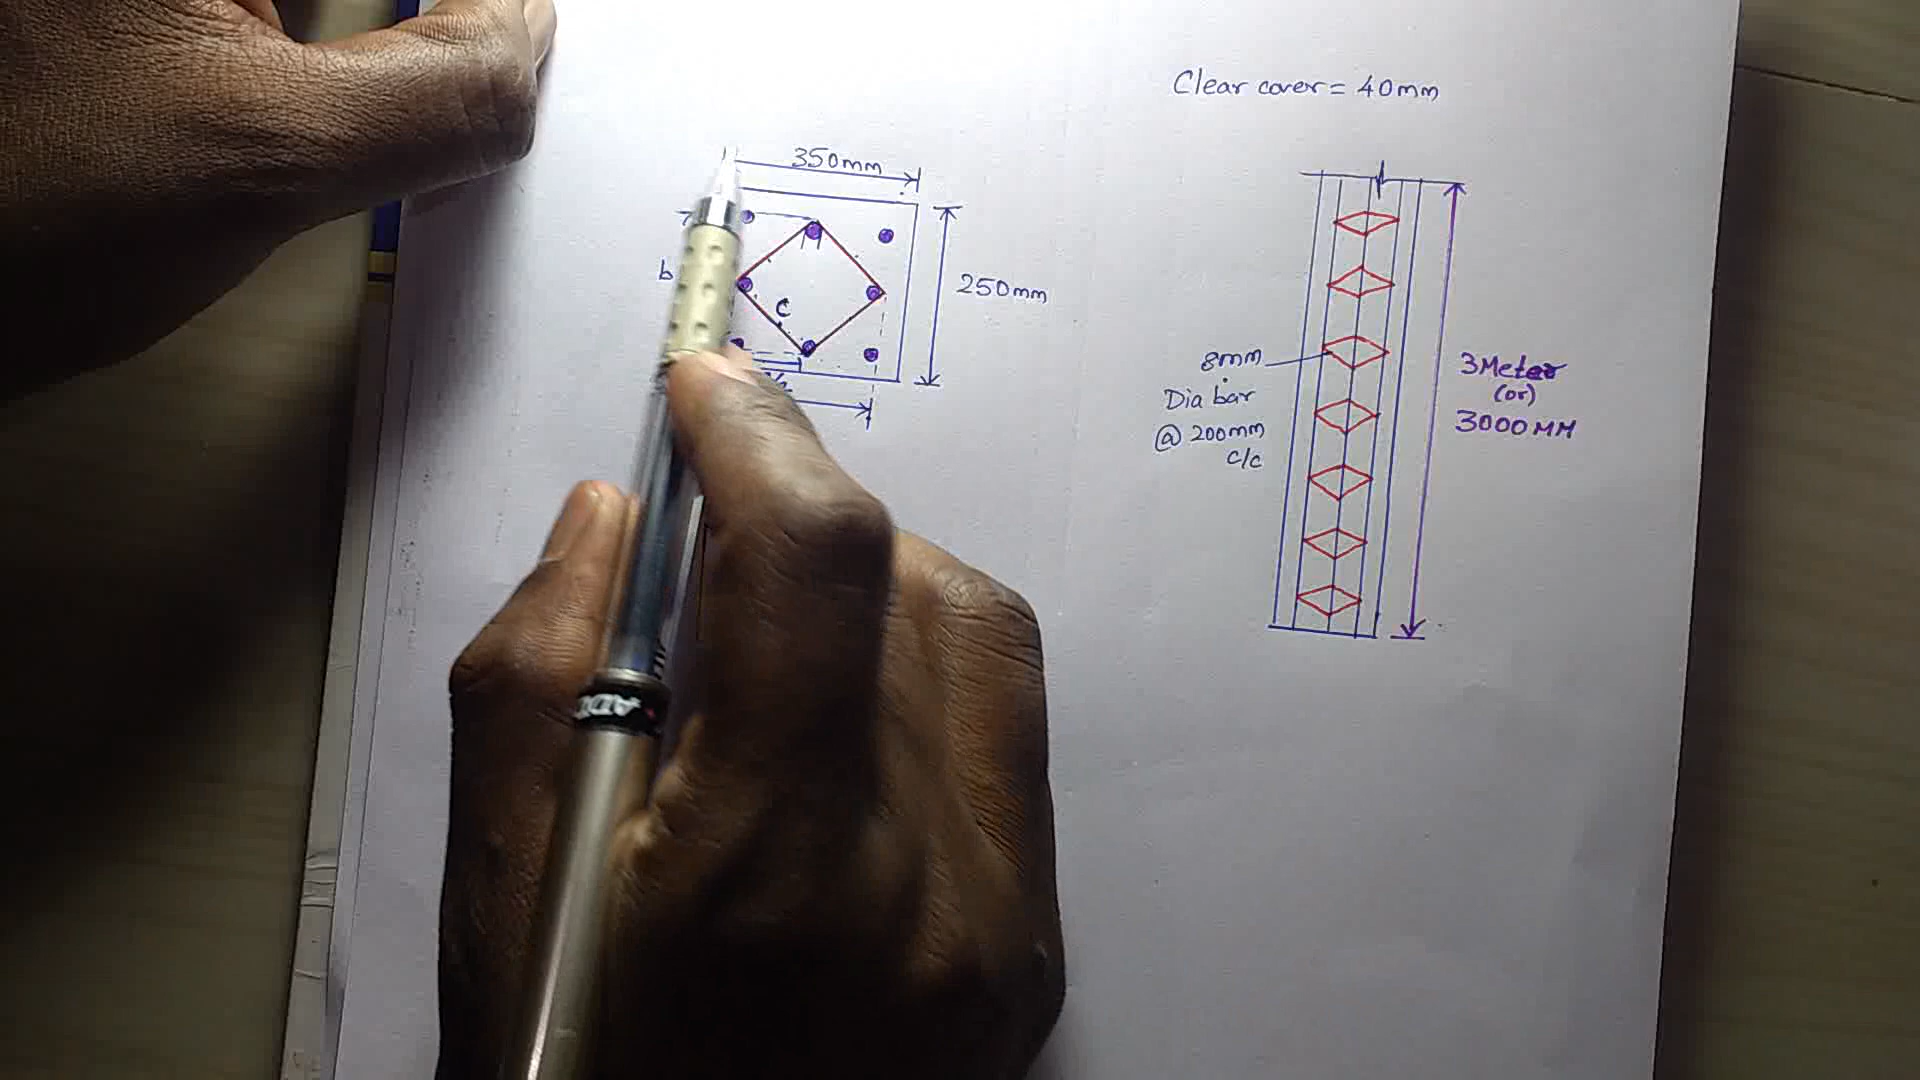 Clear cover = 40mm
350mm
b
c
250mm
8mm
Dia bar
@ 200mm
c/c
3Meter
(or)
3000MM